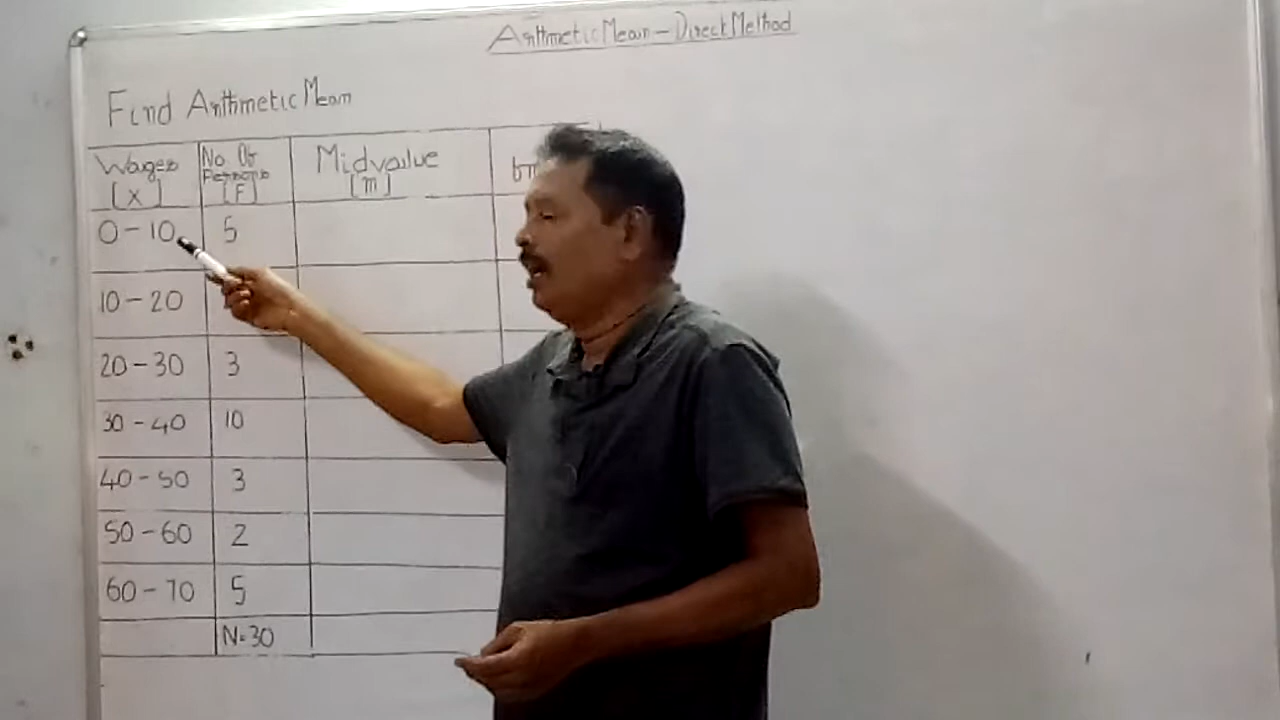 Arithmetic Mean - Direct Method
Find Arithmetic Mean
Wages [X] No. Of Persons [F] Midvalue [m]
0-10 5
10-20
20-30 3
30-40 10
40-50 3
50-60 2
60-70 5
N=30